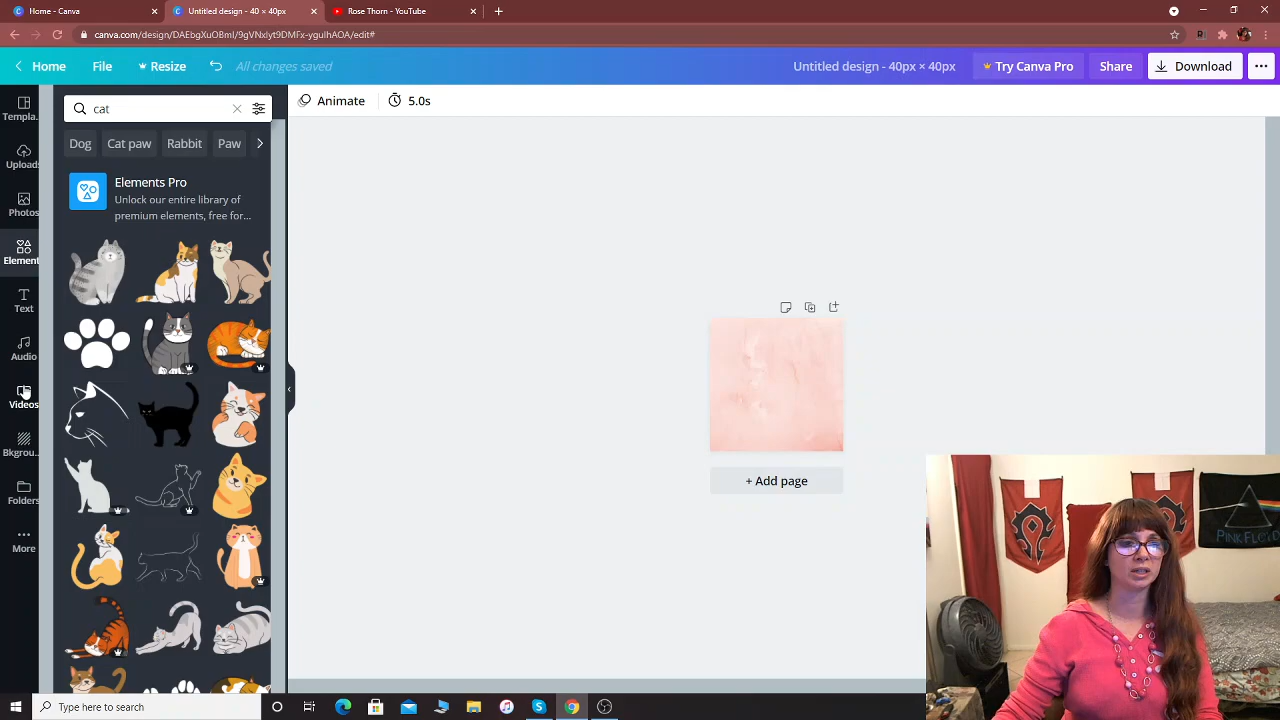 Home - Canva
Untitled design - 40 × 40px
Rose Thorn - YouTube
canva.com/design/DAEbgXuOBmI/9gVNxlyt9DMFx-ygulhAOA/edit#
Home
File
Resize
All changes saved
Untitled design - 40px × 40px
Try Canva Pro
Share
Download
Templa...
Uploads
Photos
Element
Text
Audio
Videos
Bkgrou...
Folders
More
cat
Dog
Cat paw
Rabbit
Paw
Elements Pro
Unlock our entire library of
premium elements, free for...
Animate
5.0s
+ Add page
PINK FLOYD
Type here to search